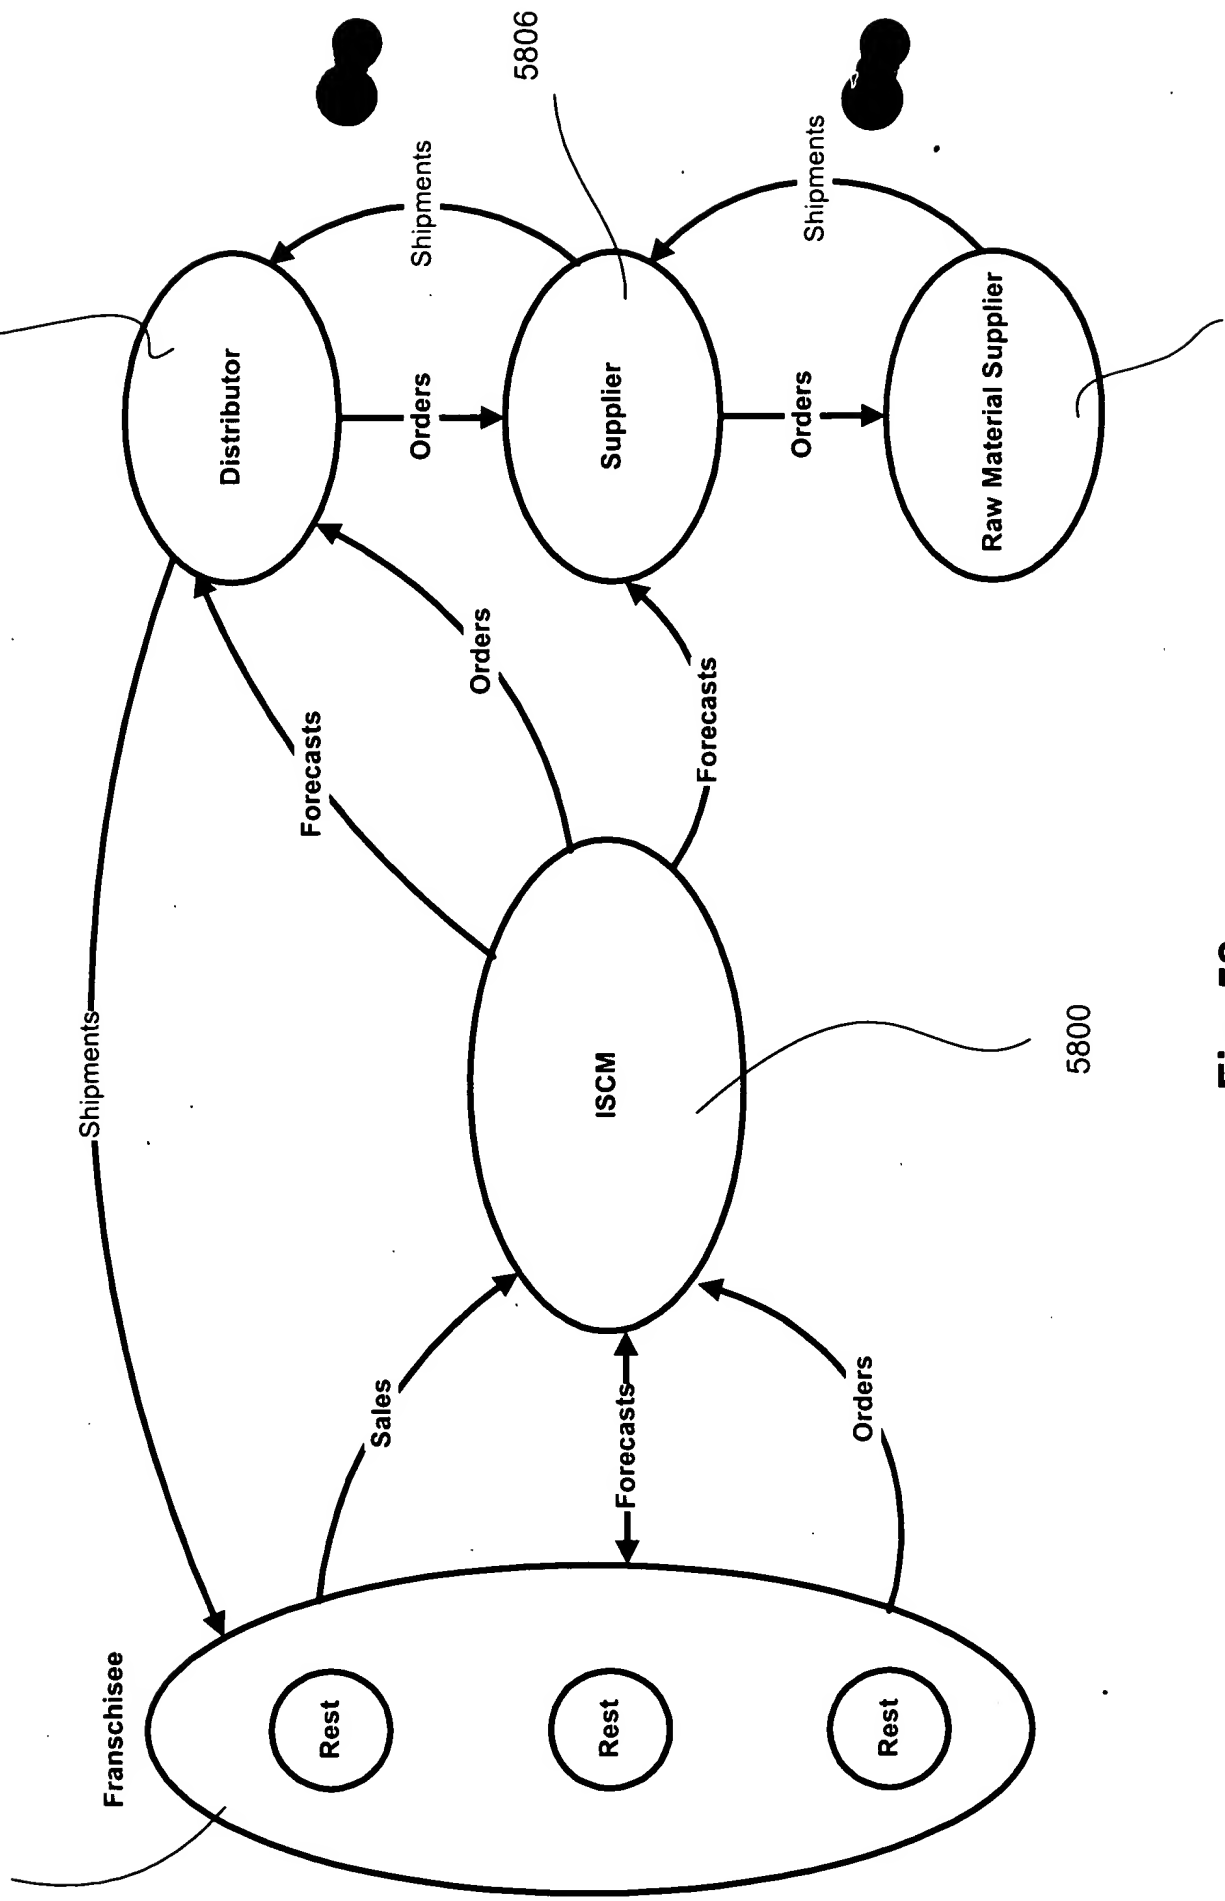 Shipments
Distributor
Forecasts
Orders
Orders
Shipments
5806
Franschisee
Rest
Sales
Rest
Forecasts
ISCM
Forecasts
Supplier
Rest
Orders
Orders
Shipments
Raw Material Supplier
5800